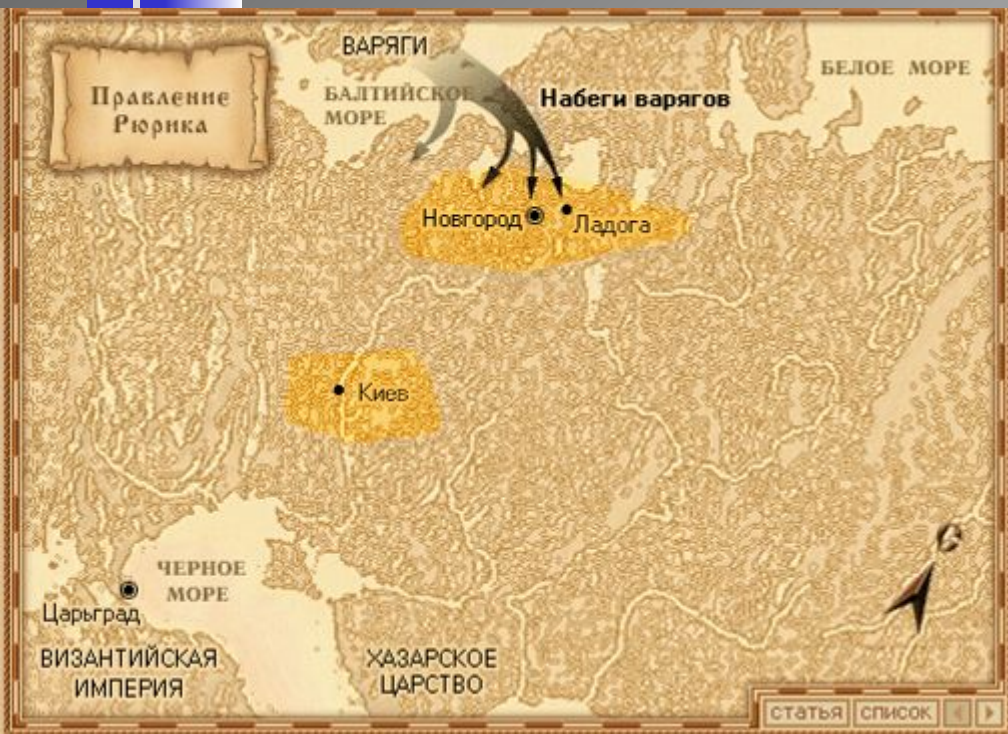 ВАРЯГИ
Правление
Рюрика
БАЛТИЙСКОЕ
МОРЕ
Набеги варягов
БЕЛОЕ МОРЕ
Новгород
Ладога
Киев
С
ЧЕРНОЕ
МОРЕ
Царьград
ВИЗАНТИЙСКАЯ
ИМПЕРИЯ
ХАЗАРСКОЕ
ЦАРСТВО
статья список